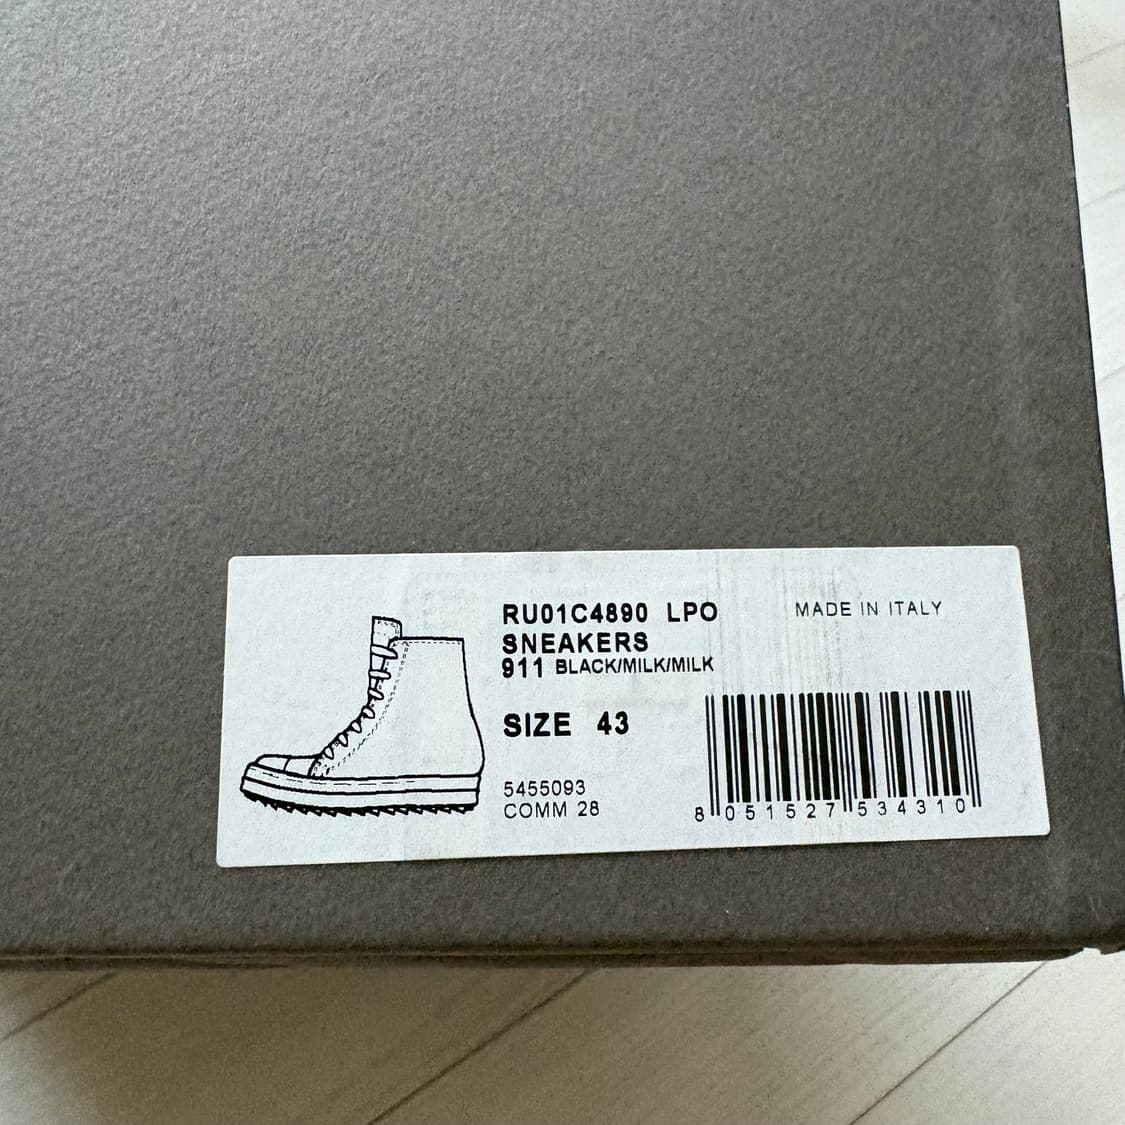 RU01C4890 LPO
SNEAKERS
911 BLACK/MILK/MILK
SIZE 43
5455093
COMM 28
MADE IN ITALY
8 051527 534310